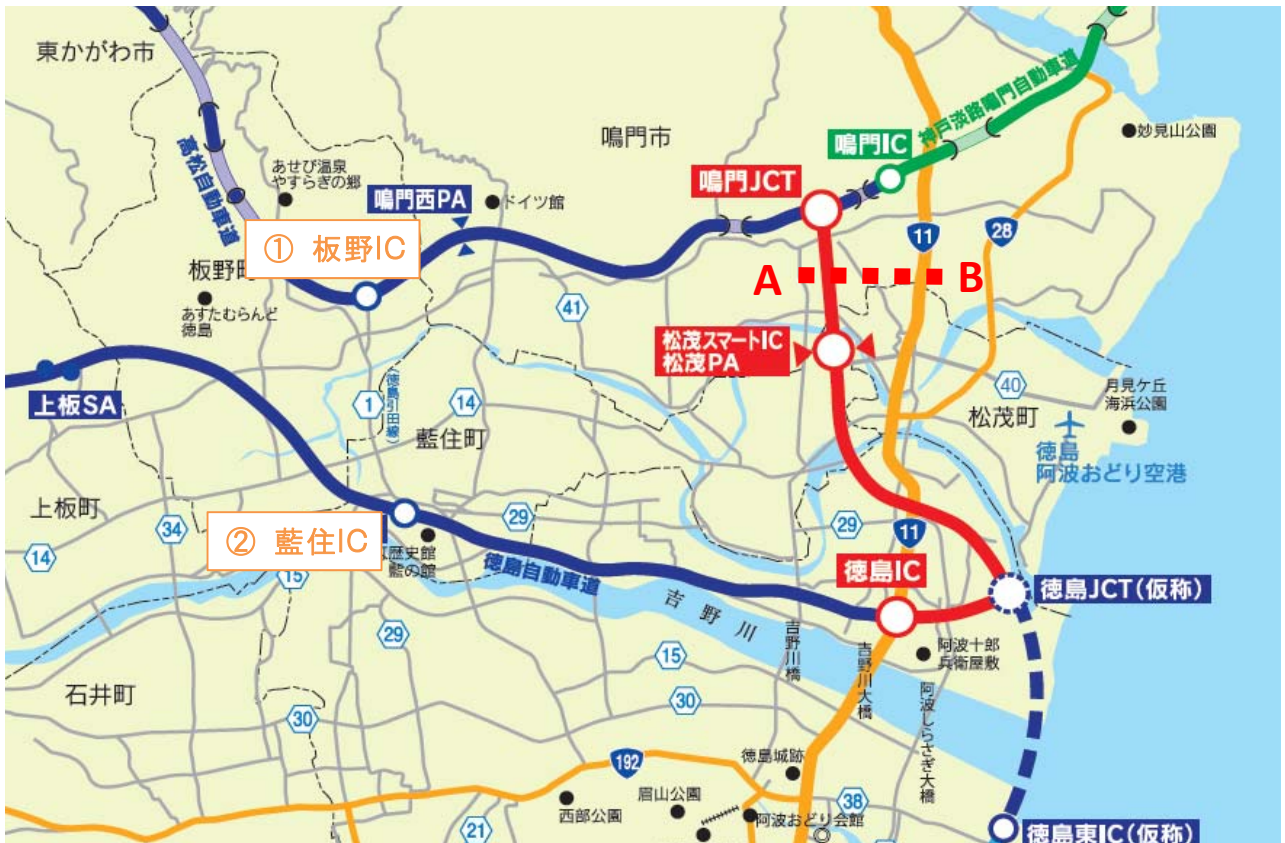 東かがわ市
高松自動車道
あせび温泉
やすらぎの郷
鳴門西PA
ドイツ館
鳴門市
鳴門JCT
鳴門IC
神戸淡路鳴門自動車道
妙見山公園
11
28
① 板野IC
板野町
あすたむらんど
徳島
A
B
41
松茂スマートIC
松茂PA
40
松茂町
月見ケ丘
海浜公園
徳島
阿波おどり空港
上板SA
1
(徳島引田線)
14
藍住町
上板町
34
14
② 藍住IC
歴史館
藍の館
29
徳島自動車道
15
29
11
徳島IC
徳島JCT(仮称)
吉野川
吉野川橋
吉野川大橋
阿波しらさぎ大橋
阿波十郎
兵衛屋敷
29
15
30
石井町
30
192
徳島城跡
眉山公園
西部公園
阿波おどり会館
38
21
徳島東IC(仮称)